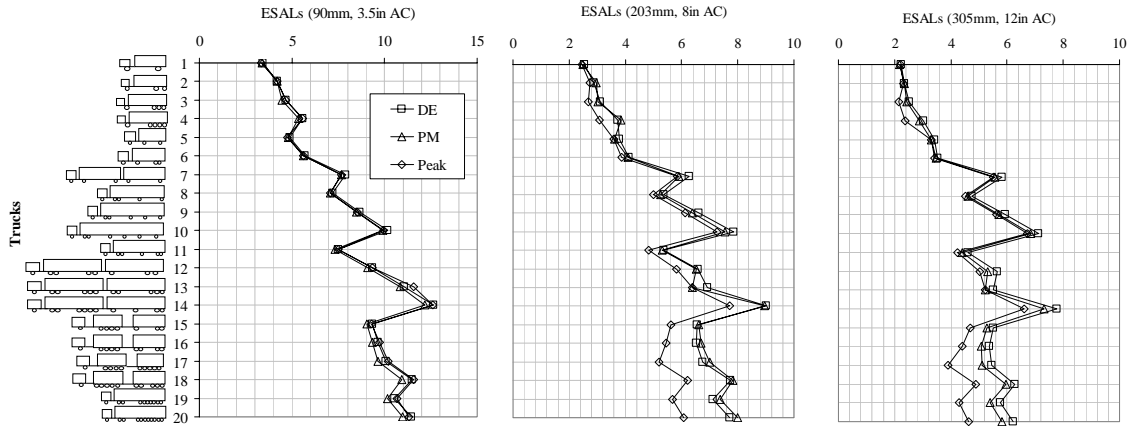 ESALs (90mm, 3.5in AC)
ESALs (203mm, 8in AC)
ESALs (305mm, 12in AC)
0 5 10 15
0 2 4 6 8 10
0 2 4 6 8 10
Trucks
1
2
3
4
5
6
7
8
9
10
11
12
13
14
15
16
17
18
19
20
DE
PM
Peak